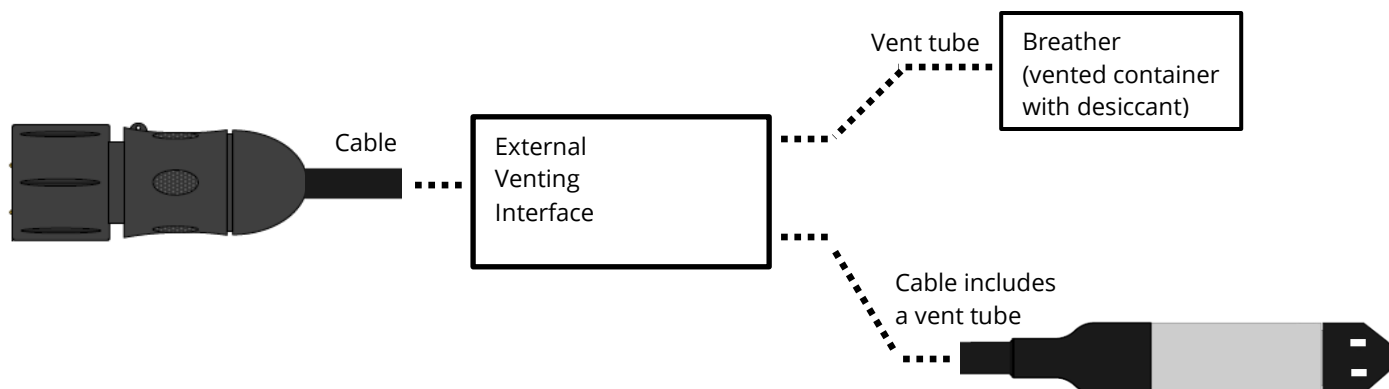 Vent tube
Breather
(vented container
with desiccant)
Cable
External
Venting
Interface
Cable includes
a vent tube